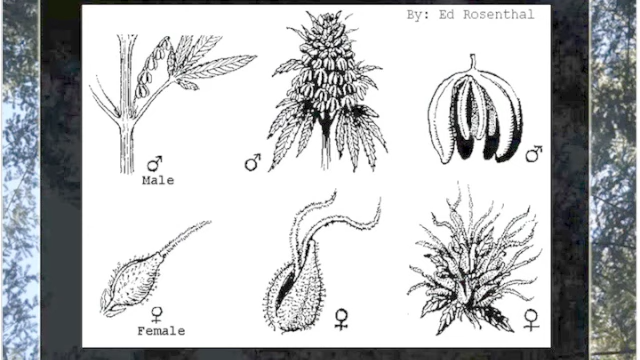 By: Ed Rosenthal
♂ ♂ ♂
Male
♀ ♀ ♀
Female